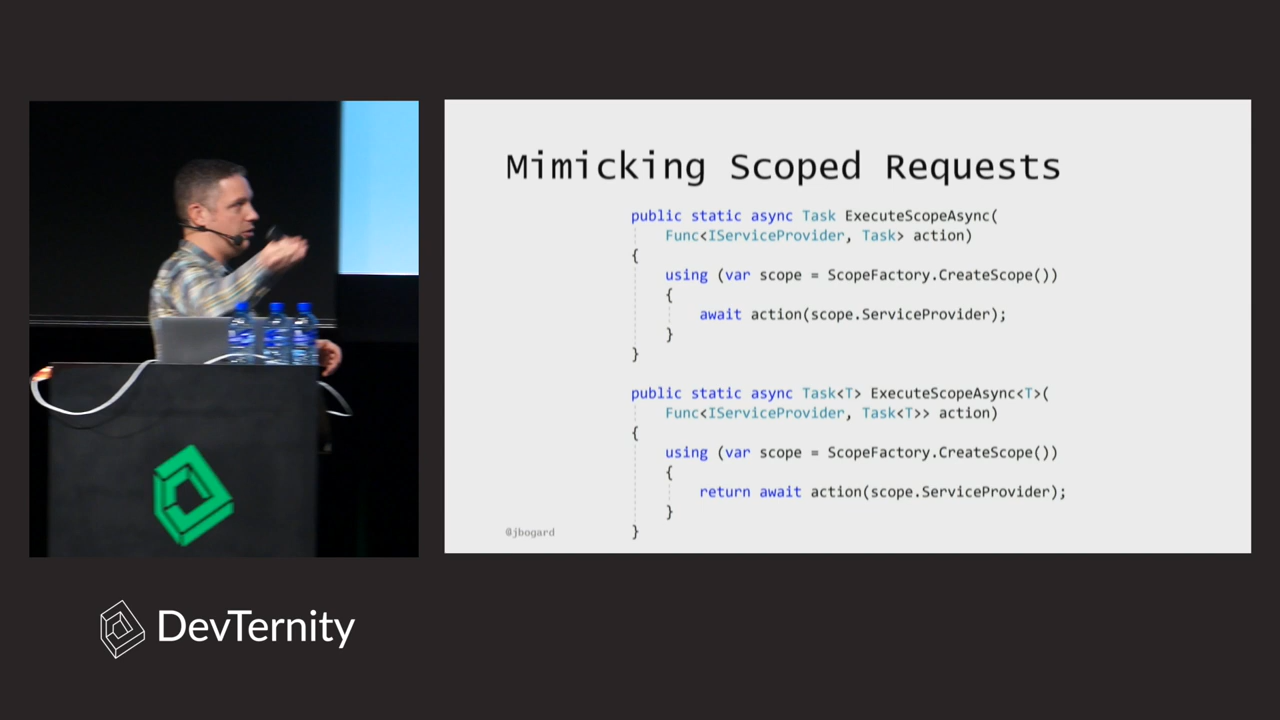 Mimicking Scoped Requests
public static async Task ExecuteScopeAsync(
Func<IServiceProvider, Task> action)
{
using (var scope = ScopeFactory.CreateScope())
{
await action(scope.ServiceProvider);
}
}
public static async Task<T> ExecuteScopeAsync<T>(
Func<IServiceProvider, Task<T>> action)
{
using (var scope = ScopeFactory.CreateScope())
{
return await action(scope.ServiceProvider);
}
}
@jbogard
DevTernity